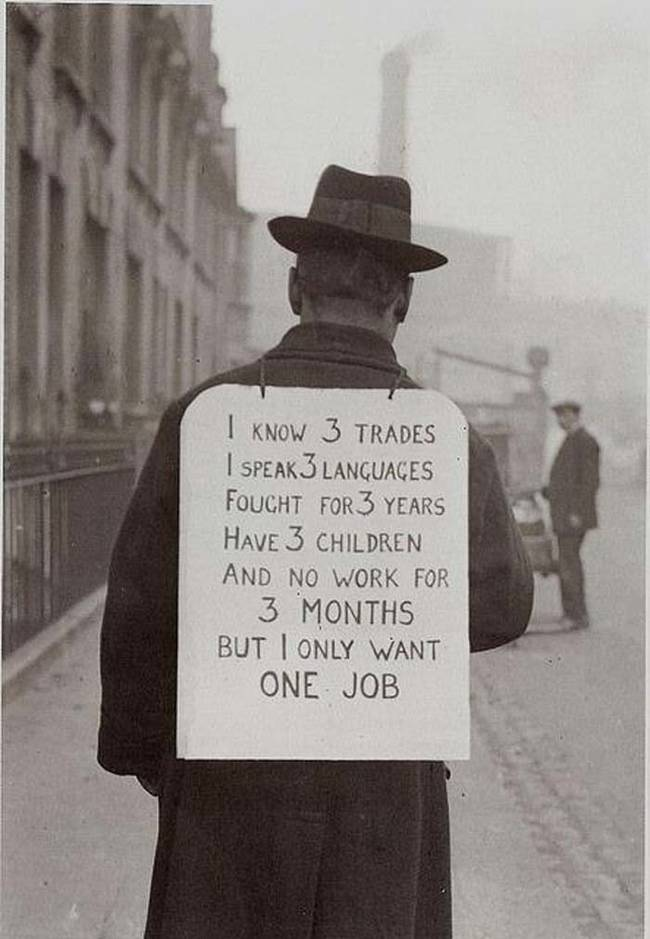 I KNOW 3 TRADES
I SPEAK 3 LANGUAGES
FOUGHT FOR 3 YEARS
HAVE 3 CHILDREN
AND NO WORK FOR
3 MONTHS
BUT I ONLY WANT
ONE JOB